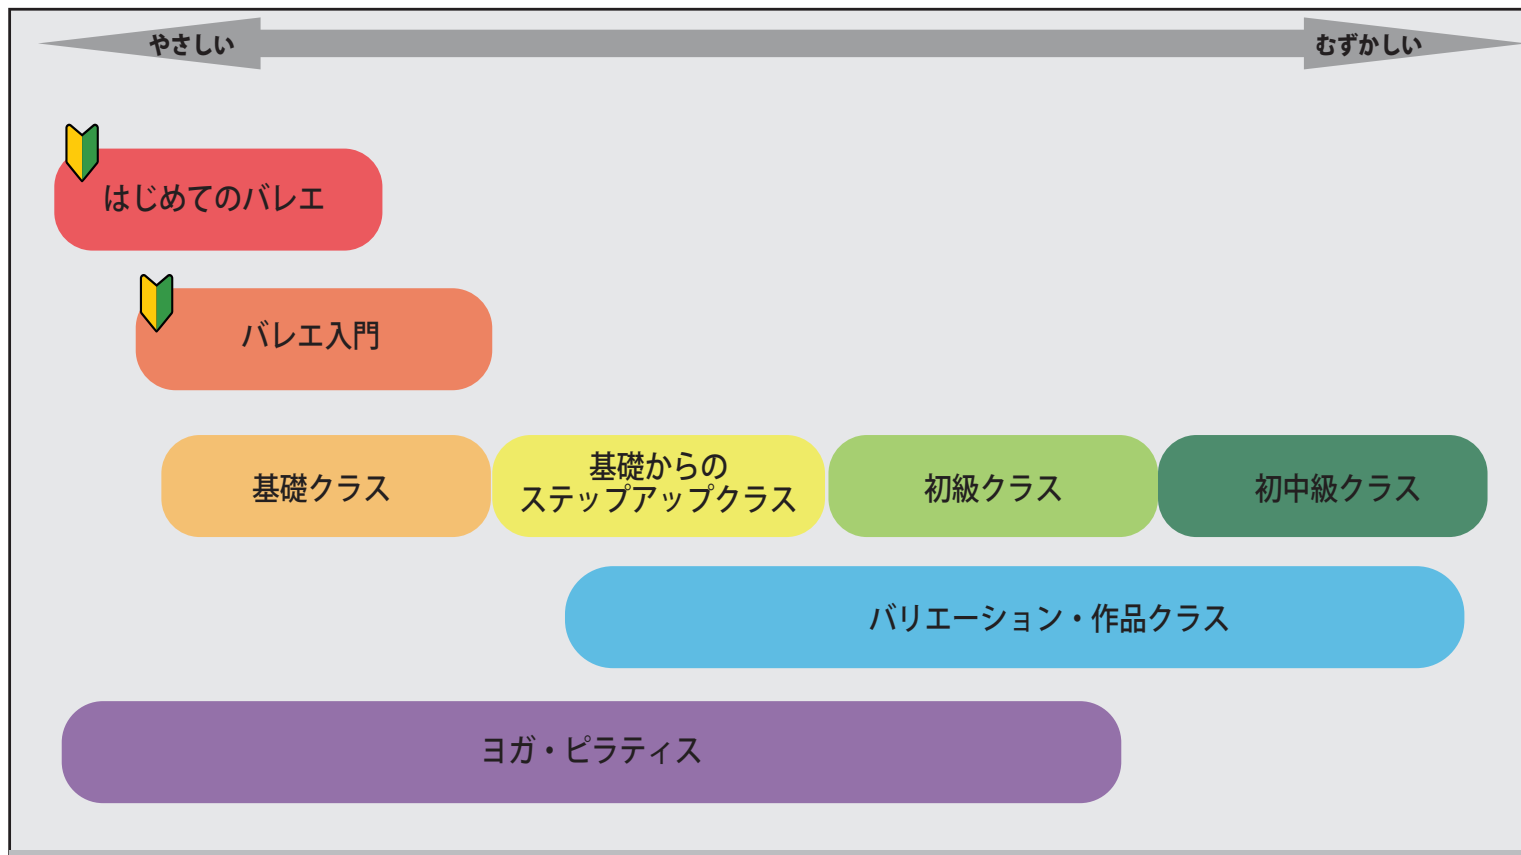 やさしい
むずかしい
はじめてのバレエ
バレエ入門
基礎クラス
基礎からの
ステップアップクラス
初級クラス
初中級クラス
バリエーション・作品クラス
ヨガ・ピラティス